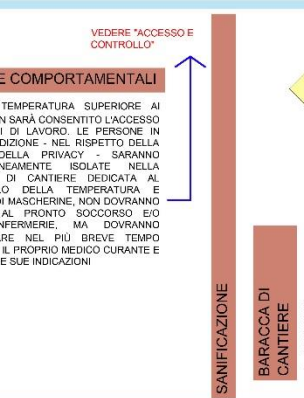 VEDERE "ACCESSO E
CONTROLLO"
E COMPORTAMENTALI
TEMPERATURA SUPERIORE AI
N SARÀ CONSENTITO L'ACCESSO
I DI LAVORO. LE PERSONE IN
DIZIONE - NEL RISPETTO DELLA
DELLA PRIVACY - SARANNO
NEAMENTE ISOLATE NELLA
DI CANTIERE DEDICATA AL
LO DELLA TEMPERATURA E
DI MASCHERINE, NON DOVRANNO
AL PRONTO SOCCORSO E/O
NFERMERIE, MA DOVRANNO
ARE NEL PIÙ BREVE TEMPO
IL PROPRIO MEDICO CURANTE E
E SUE INDICAZIONI
SANIFICAZIONE
BARACCA DI
CANTIERE